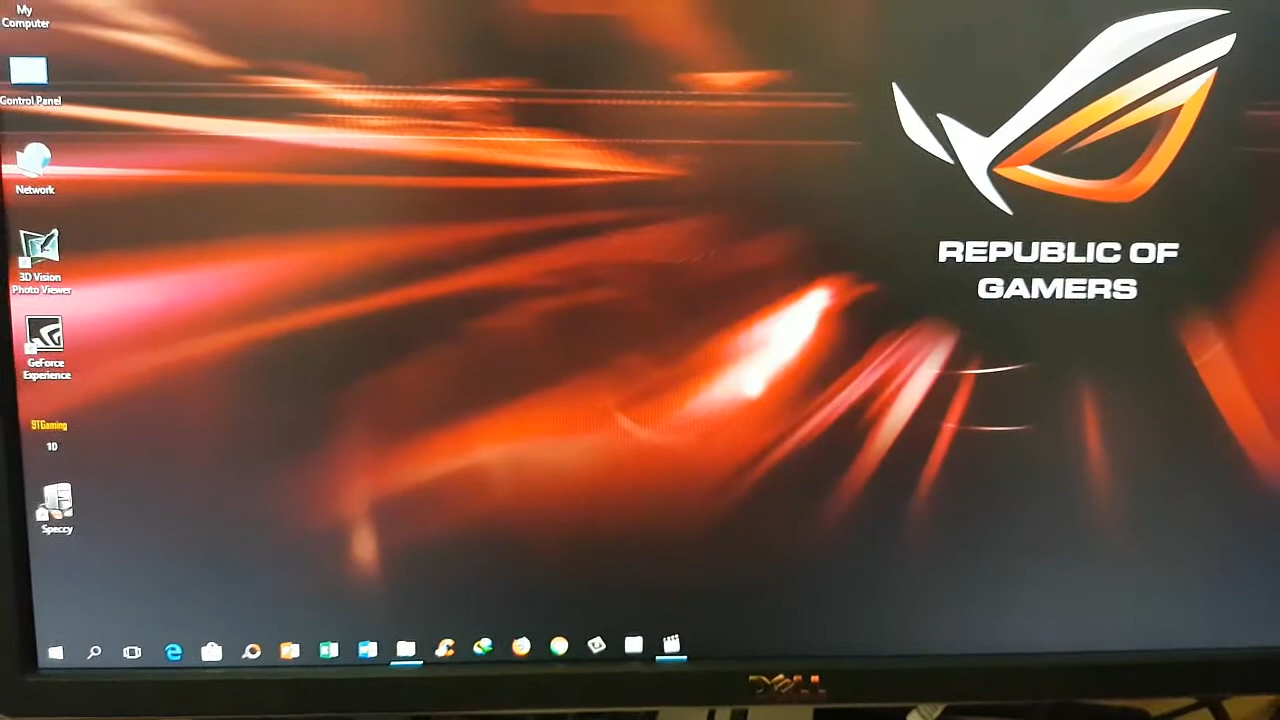 My
Computer
Control Panel
Network
3D Vision
Photo Viewer
GeForce
Experience
STGaming
10
Speccy
REPUBLIC OF
GAMERS
DELL